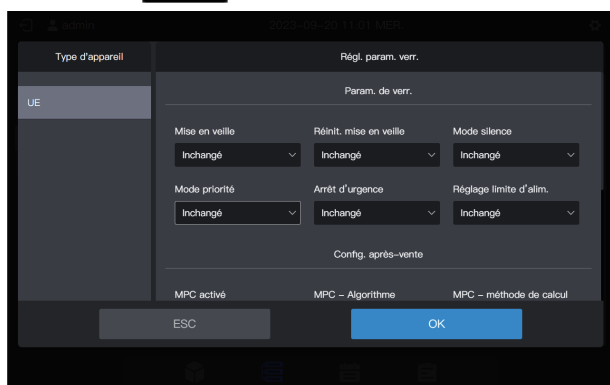 admin 2023-09-20 11:01 MER
Type d'appareil
Régl. param. verr.
UE
Param. de verr.
Mise en veille Réinit. mise en veille Mode silence
Inchangé Inchangé Inchangé
Mode priorité Arrêt d'urgence Réglage limite d'alim.
Inchangé Inchangé Inchangé
Config. après-vente
MPC activé MPC - Algorithme MPC - méthode de calcul
ESC OK